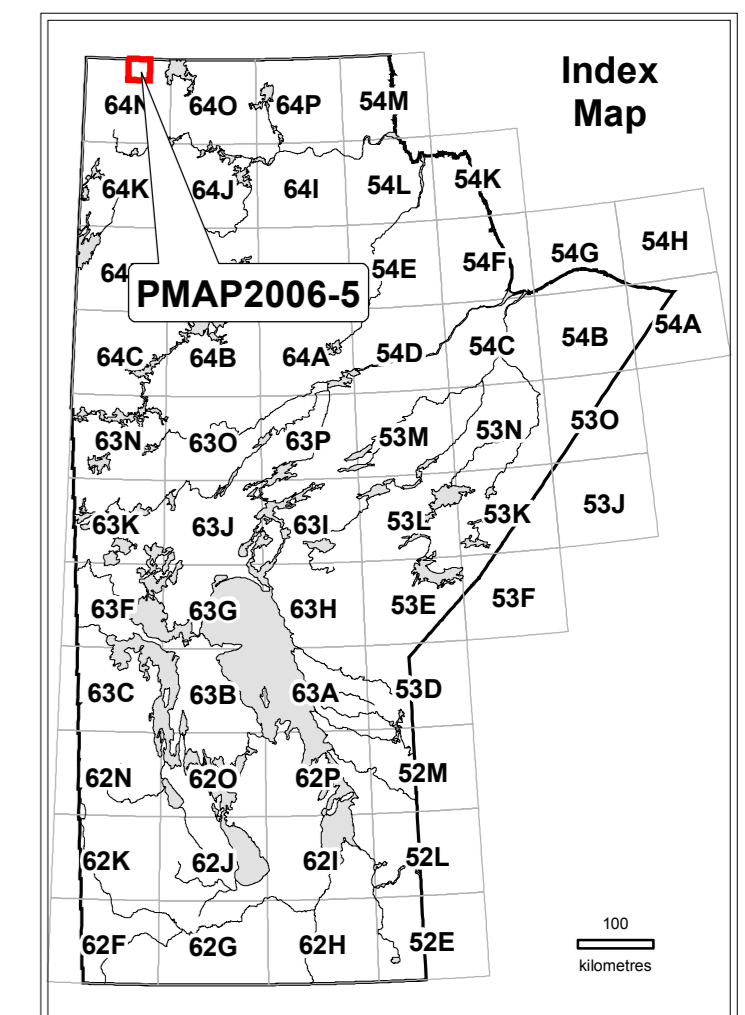 Index
Map
64N 64O 64P 54M
64K 64J 64I 54L 54K
64 54E 54F 54G 54H
PMAP2006-5
64C 64B 64A 54D 54C 54B 54A
63N 63O 63P 53M 53N 53O
63K 63J 63I 53L 53K 53J
63F 63G 63H 53E 53F
63C 63B 63A 53D
62N 62O 62P 52M
62K 62J 62I 52L
62F 62G 62H 52E
100
kilometres